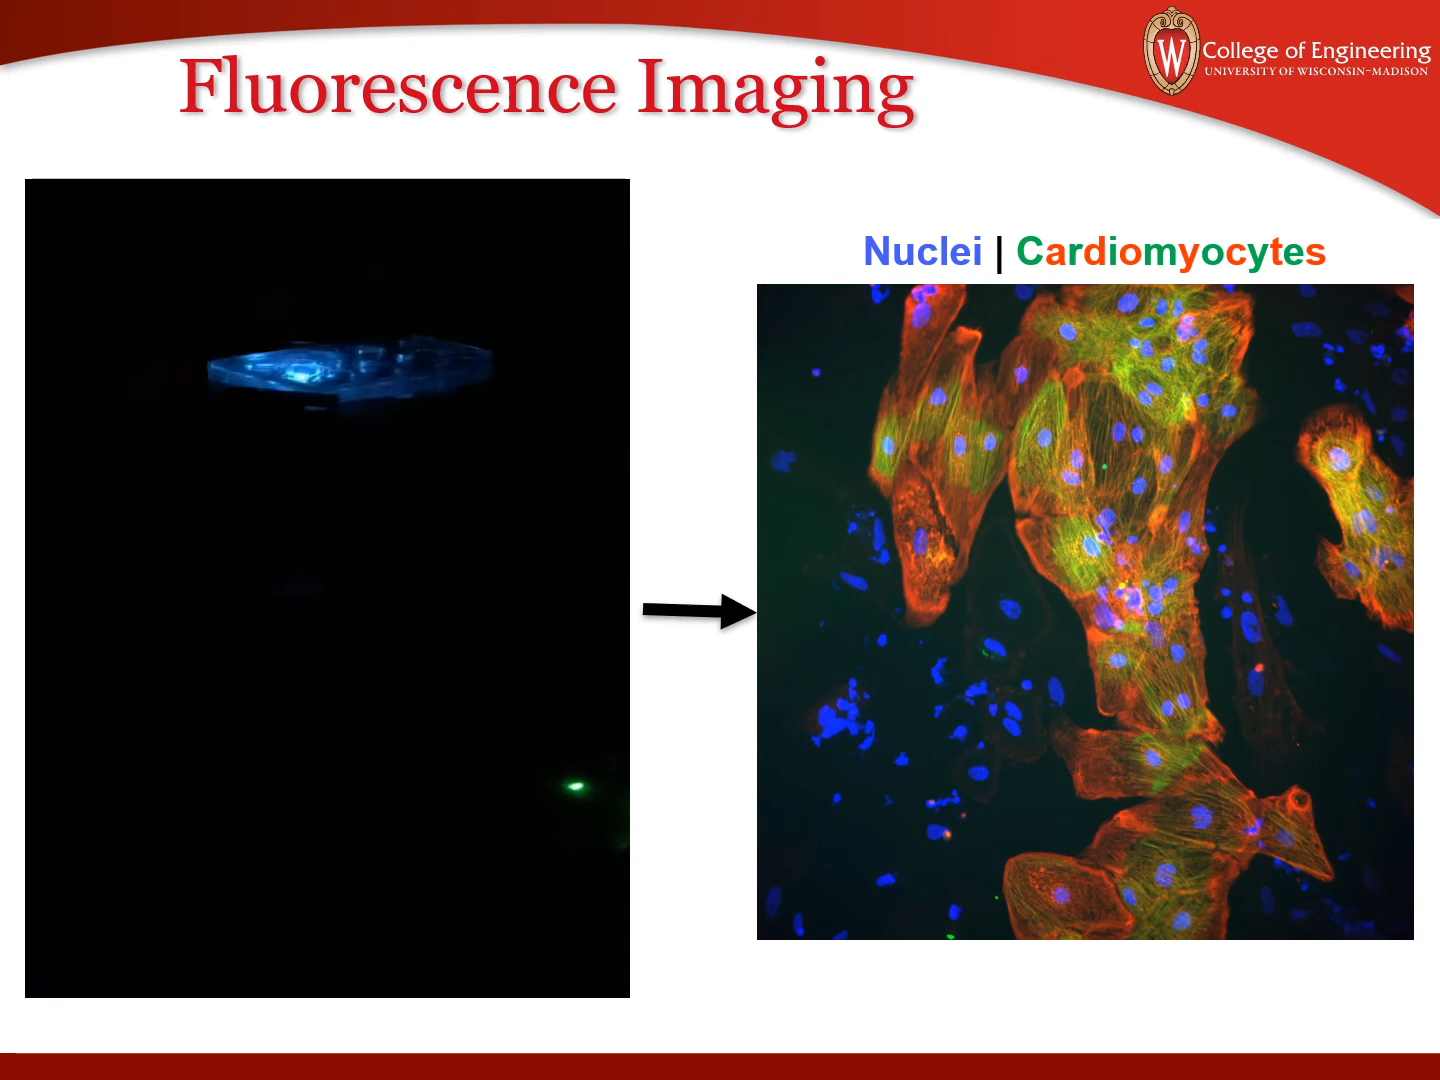 Fluorescence Imaging
W College of Engineering
UNIVERSITY OF WISCONSIN-MADISON
Nuclei | Cardiomyocytes